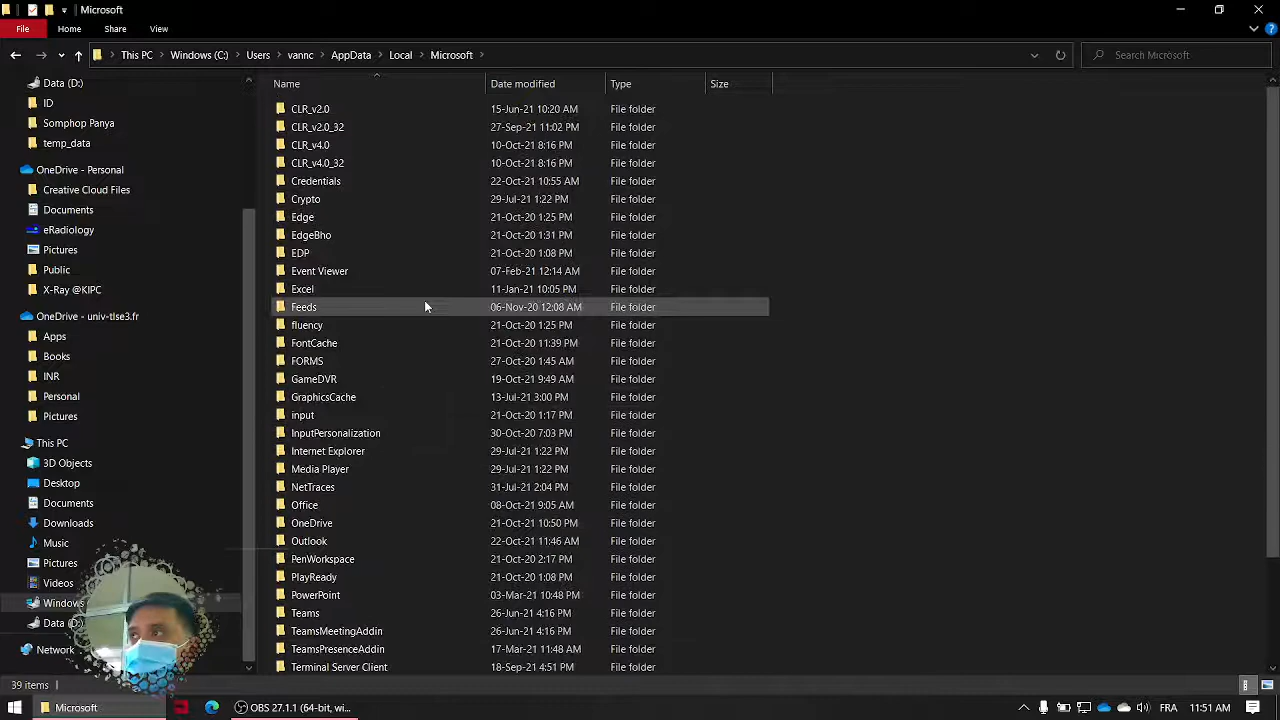 Microsoft
File Home Share View
This PC Windows (C:) Users vannc AppData Local Microsoft
Search Microsoft
Data (D:)
ID
Somphop Panya
temp_data
OneDrive - Personal
Creative Cloud Files
Documents
eRadiology
Pictures
Public
X-Ray @KIPC
OneDrive - univ-tlse3.fr
Apps
Books
INR
Personal
Pictures
This PC
3D Objects
Desktop
Documents
Downloads
Music
Pictures
Videos
Windows
Data
Network
Name Date modified Type Size
CLR_v2.0 15-Jun-21 10:20 AM File folder
CLR_v2.0_32 27-Sep-21 11:02 PM File folder
CLR_v4.0 10-Oct-21 8:16 PM File folder
CLR_v4.0_32 10-Oct-21 8:16 PM File folder
Credentials 22-Oct-21 10:55 AM File folder
Crypto 29-Jul-21 1:22 PM File folder
Edge 21-Oct-20 1:25 PM File folder
EdgeBho 21-Oct-20 1:31 PM File folder
EDP 21-Oct-20 1:08 PM File folder
Event Viewer 07-Feb-21 12:14 AM File folder
Excel 11-Jan-21 10:05 PM File folder
Feeds 06-Nov-20 12:08 AM File folder
fluency 21-Oct-20 1:25 PM File folder
FontCache 21-Oct-20 11:39 PM File folder
FORMS 27-Oct-20 1:45 AM File folder
GameDVR 19-Oct-21 9:49 AM File folder
GraphicsCache 13-Jul-21 3:00 PM File folder
input 21-Oct-20 1:17 PM File folder
InputPersonalization 30-Oct-20 7:03 PM File folder
Internet Explorer 29-Jul-21 1:22 PM File folder
Media Player 29-Jul-21 1:22 PM File folder
NetTraces 31-Jul-21 2:04 PM File folder
Office 08-Oct-21 9:05 AM File folder
OneDrive 21-Oct-21 10:50 PM File folder
Outlook 22-Oct-21 11:46 AM File folder
PenWorkspace 21-Oct-20 2:17 PM File folder
PlayReady 21-Oct-20 1:08 PM File folder
PowerPoint 03-Mar-21 10:48 PM File folder
Teams 26-Jun-21 4:16 PM File folder
TeamsMeetingAddin 26-Jun-21 4:16 PM File folder
TeamsPresenceAddin 17-Mar-21 11:48 AM File folder
Terminal Server Client 18-Sep-21 4:51 PM File folder
39 items
Microsoft OBS 27.1.1 (64-bit, wi... FRA 11:51 AM